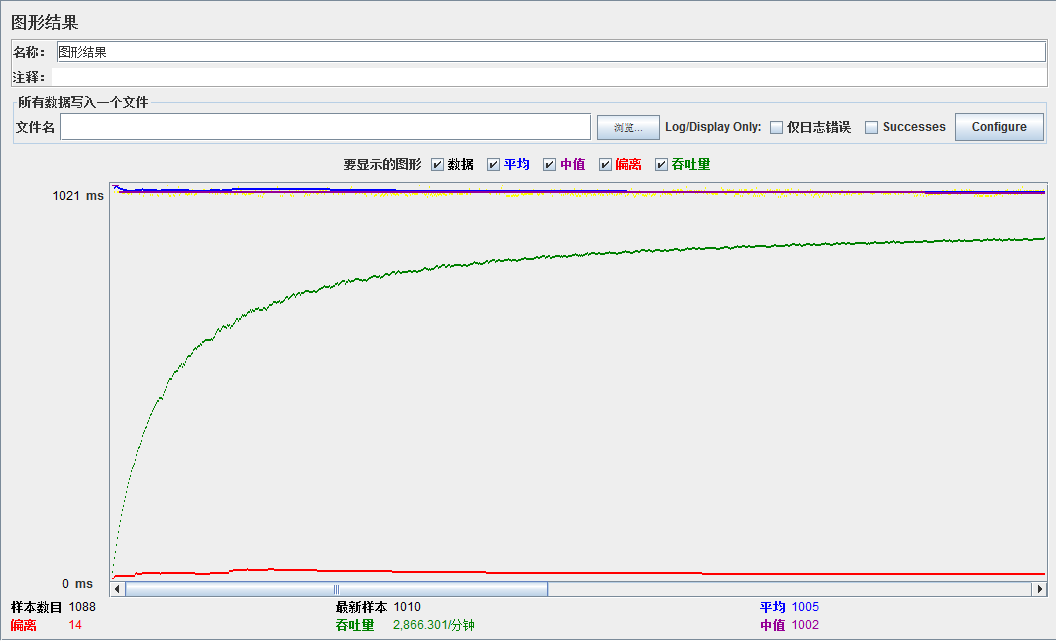 图形结果
名称： 图形结果
注释：
所有数据写入一个文件
文件名 浏览... Log/Display Only: 仅日志错误 Successes Configure
要显示的图形 数据 平均 中值 偏离 吞吐量
1021 ms
0 ms
样本数目 1088 最新样本 1010 平均 1005
偏离 14 吞吐量 2,866.301/分钟 中值 1002